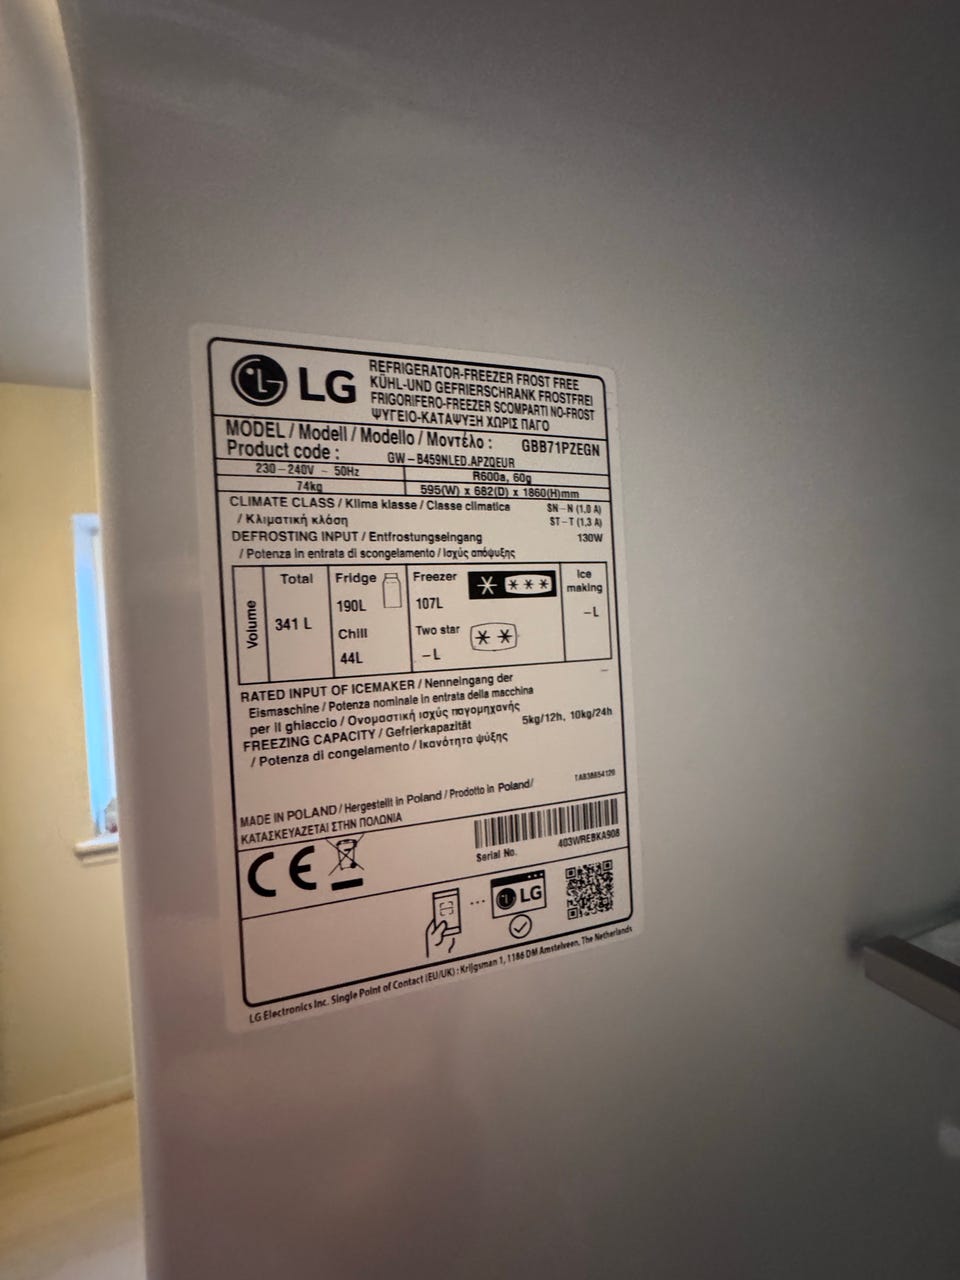 LG
REFRIGERATOR-FREEZER FROST FREE
KÜHL-UND GEFRIERSCHRANK FROSTFREI
FRIGORIFERO-FREEZER SCOMPARTI NO-FROST
ΨΥΓΕΙΟ-ΚΑΤΑΨΥΞΗ ΧΩΡΙΣ ΠΑΓΟ
MODEL / Modell / Modello / Μοντέλο : GBB71PZEGN
Product code : GW-B459NLED.APZQEUR
230-240V ~ 50Hz R600a, 60g
74kg 595(W) x 682(D) x 1860(H)mm
CLIMATE CLASS / Klima klasse / Classe climatica SN-N (1.0 A)
/ Κλιματική κλάση ST-T (1.3 A)
DEFROSTING INPUT / Entfrostungseingang 130W
/ Potenza in entrata di scongelamento / Ισχύς απόψυξης
Volume
Total
341 L
Fridge
190L
Chill
44L
Freezer
107L
Two star
-L
Ice
making
-L
RATED INPUT OF ICEMAKER / Nenneingang der -
Eismaschine / Potenza nominale in entrata della macchina
per il ghiaccio / Ονομαστική ισχύς παγομηχανής
FREEZING CAPACITY / Gefrierkapazität 5kg/12h, 10kg/24h
/ Potenza di congelamento / Ικανότητα ψύξης
TAB38654120
MADE IN POLAND / Hergestellt in Poland / Prodotto in Poland/
ΚΑΤΑΣΚΕΥΑΖΕΤΑΙ ΣΤΗΝ ΠΟΛΩΝΙΑ
CE
Serial No. 403WREBKA908
LG
LG Electronics Inc. Single Point of Contact (EU/UK) : Krijgsman 1, 1186 DM Amstelveen, The Netherlands